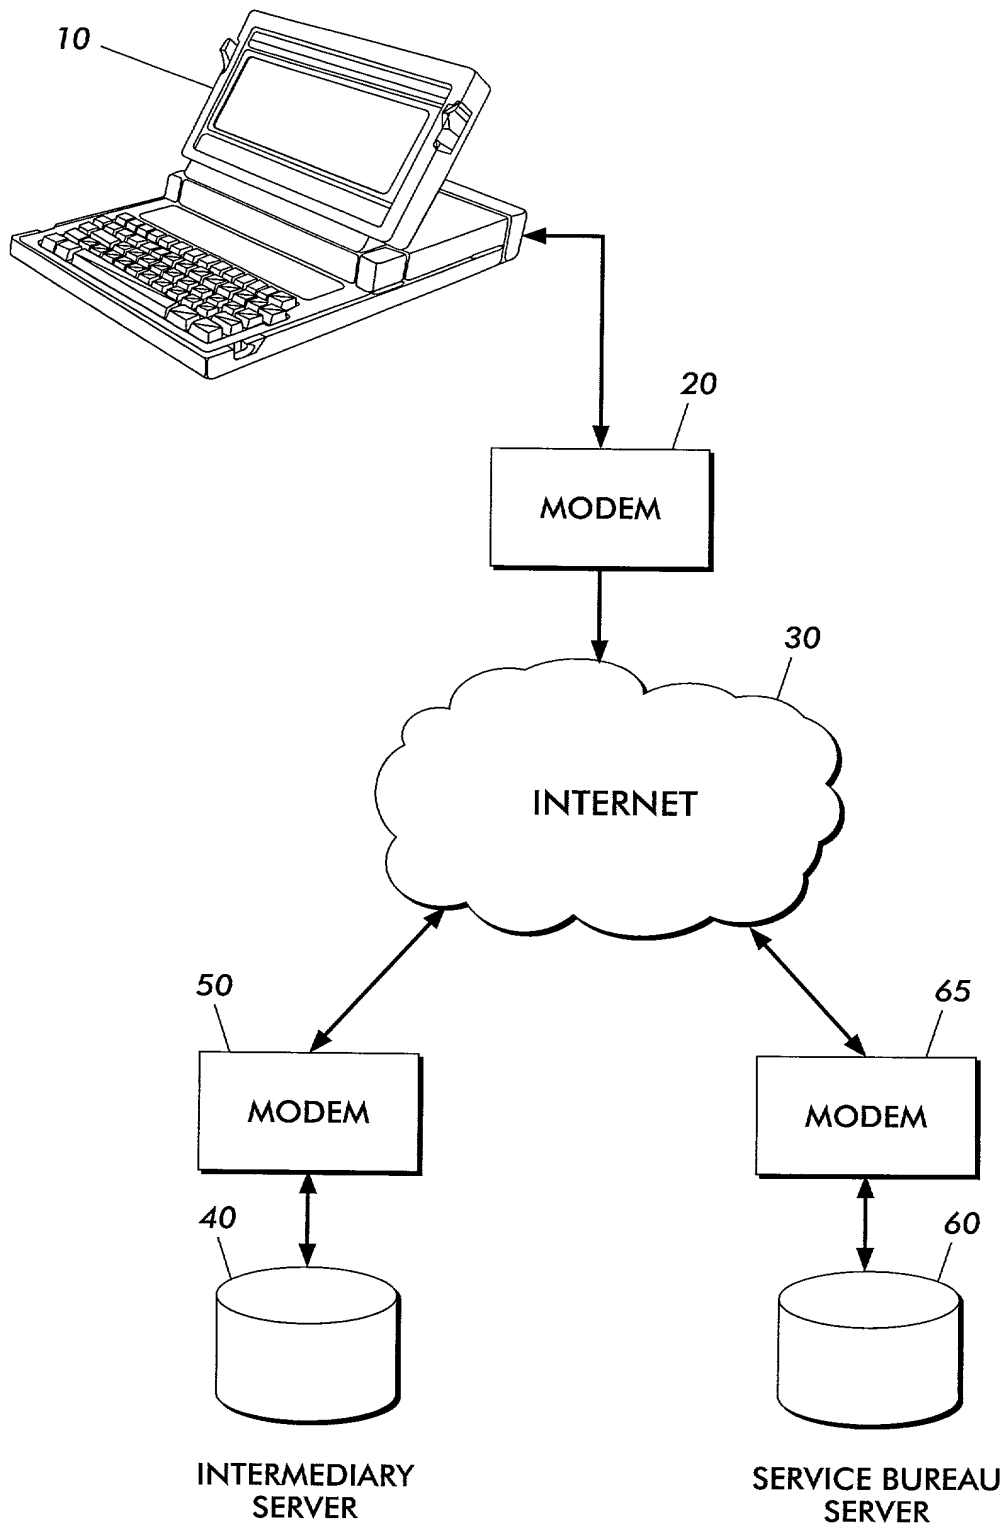 10
20
MODEM
30
INTERNET
50
65
MODEM
MODEM
40
60
INTERMEDIARY
SERVER
SERVICE BUREAU
SERVER